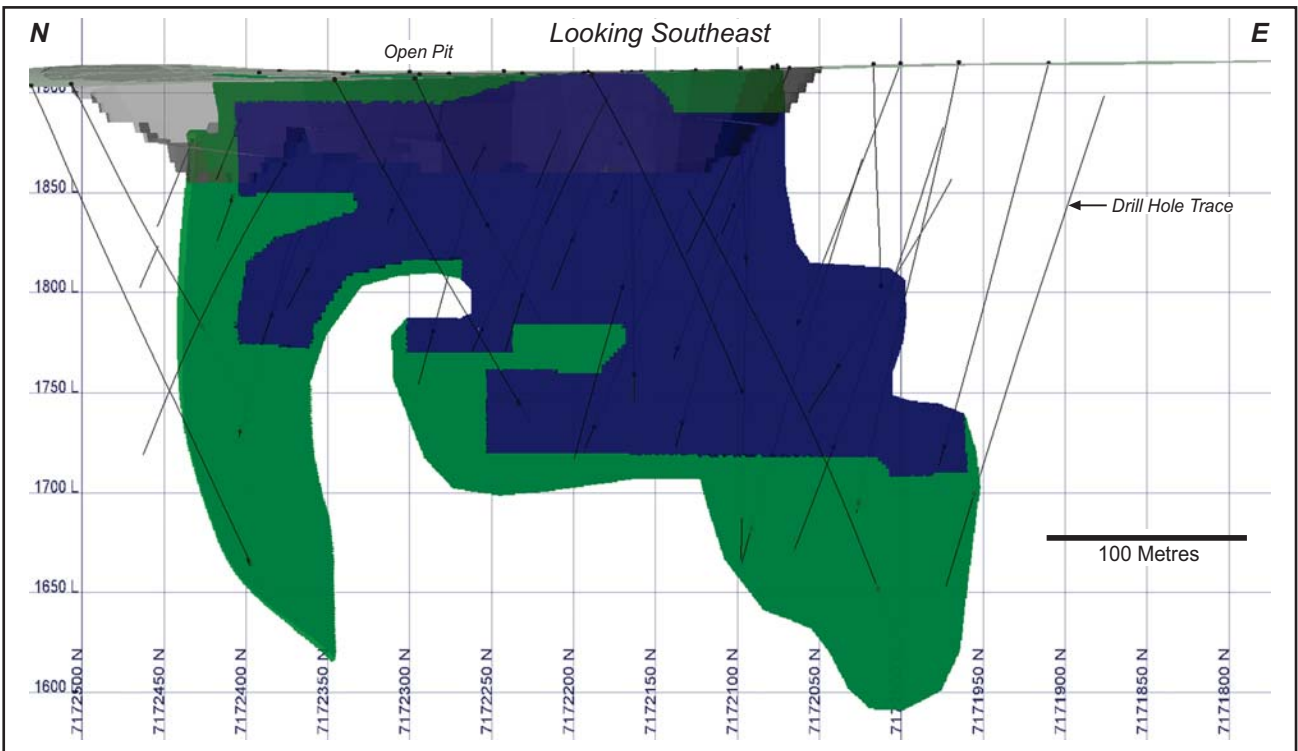 N Looking Southeast E
Open Pit
1900 L
1850 L
Drill Hole Trace
1800 L
1750 L
1700 L
100 Metres
1650 L
1600 L
7172500 N
7172450 N
7172400 N
7172350 N
7172300 N
7172250 N
7172200 N
7172150 N
7172100 N
7172050 N
7171950 N
7171900 N
7171850 N
7171800 N